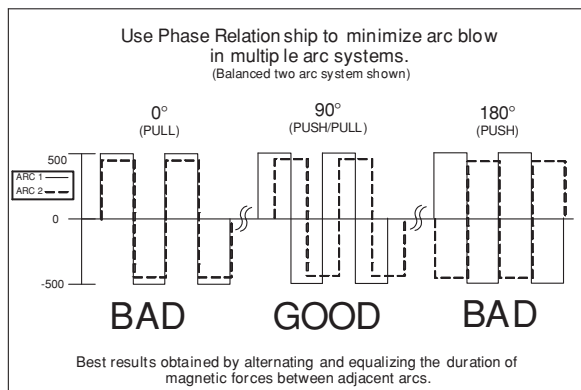 Use Phase Relation ship to minimize arc blow
in multip le arc systems.
(Balanced two arc system shown)
0° 90° 180°
(PULL) (PUSH/PULL) (PUSH)
500
ARC 1
ARC 2
0
-500
BAD GOOD BAD
Best results obtained by alternating and equalizing the duration of
magnetic forces between adjacent arcs.